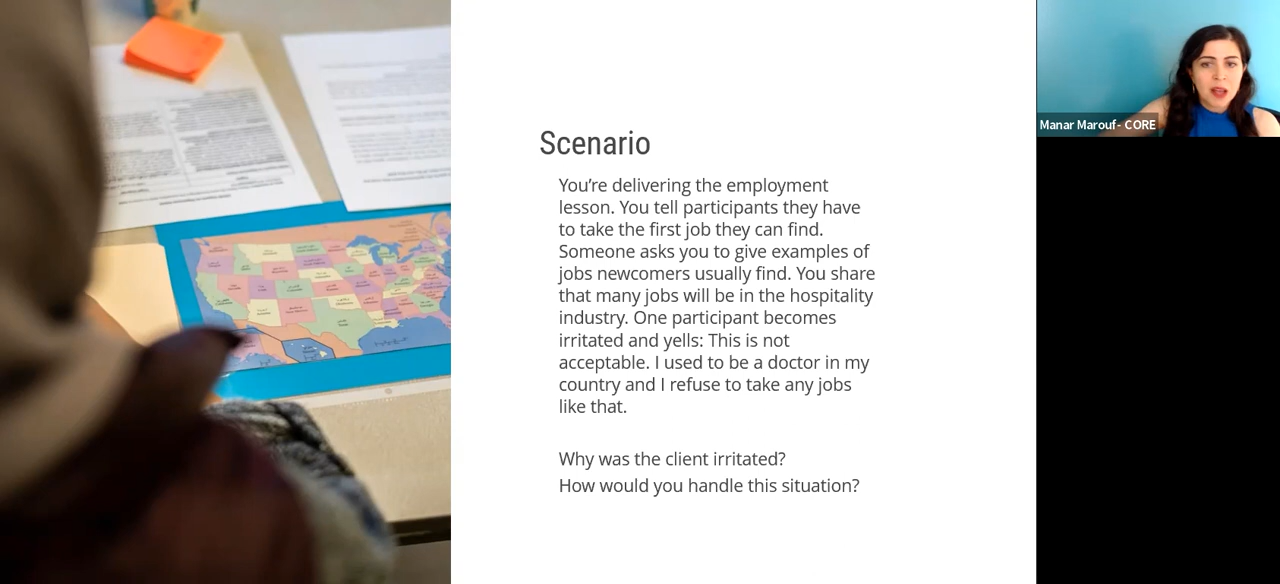 Scenario
You’re delivering the employment
lesson. You tell participants they have
to take the first job they can find.
Someone asks you to give examples of
jobs newcomers usually find. You share
that many jobs will be in the hospitality
industry. One participant becomes
irritated and yells: This is not
acceptable. I used to be a doctor in my
country and I refuse to take any jobs
like that.
Why was the client irritated?
How would you handle this situation?
Manar Marouf- CORE